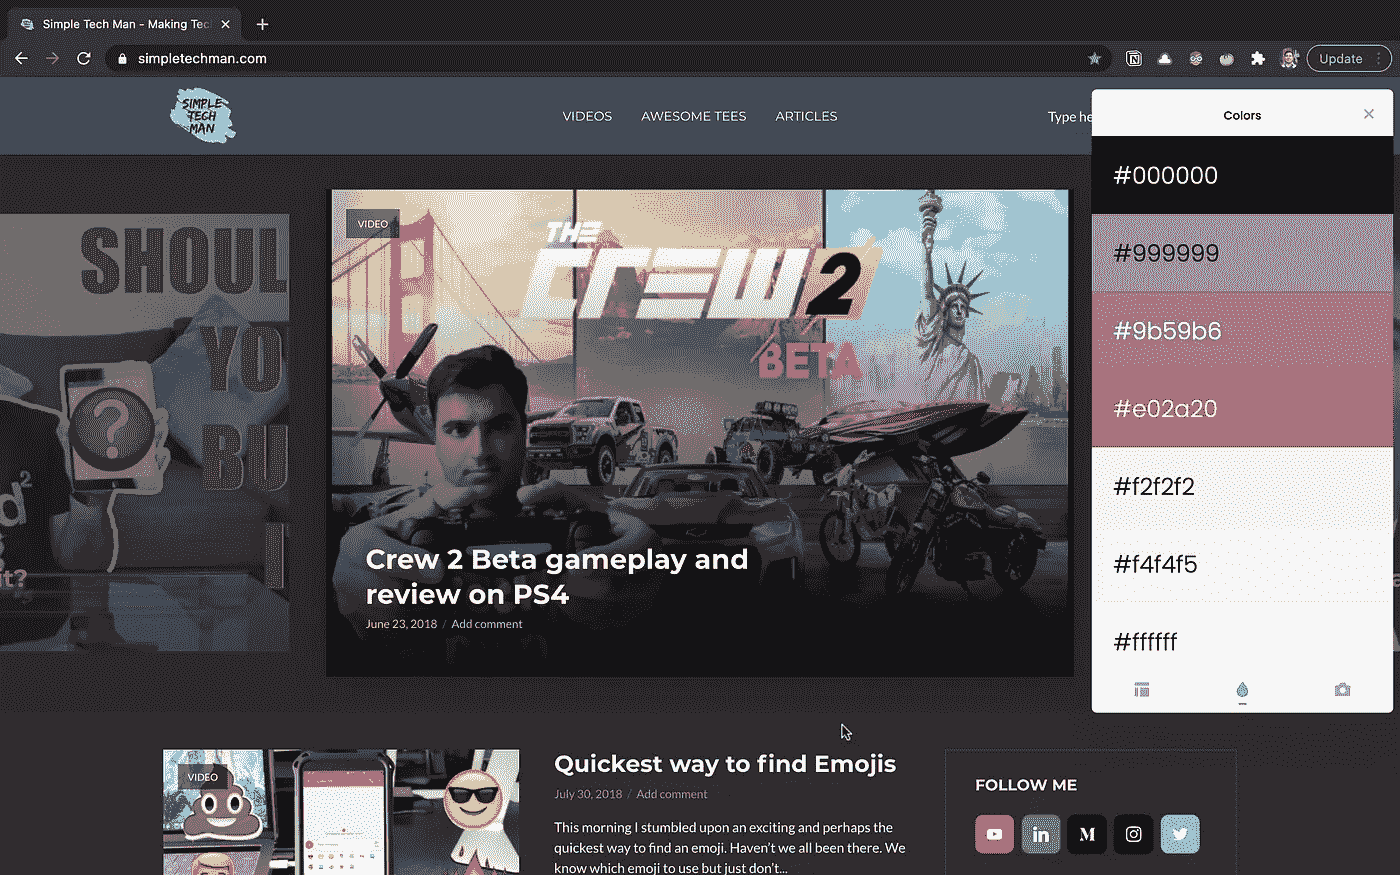 Simple Tech Man - Making Tec
simpletechman.com
Update
SIMPLE
TECH
MAN
VIDEOS
AWESOME TEES
ARTICLES
Type he
Colors
#000000
#999999
#9b59b6
#e02a20
#f2f2f2
#f4f4f5
#ffffff
SHOUL
YO
BU
?
d²
it?
VIDEO
THE
CREW 2
BETA
Crew 2 Beta gameplay and
review on PS4
June 23, 2018 / Add comment
VIDEO
Quickest way to find Emojis
July 30, 2018 / Add comment
This morning I stumbled upon an exciting and perhaps the
quickest way to find an emoji. Haven't we all been there. We
know which emoji to use but just don't...
FOLLOW ME
in
M